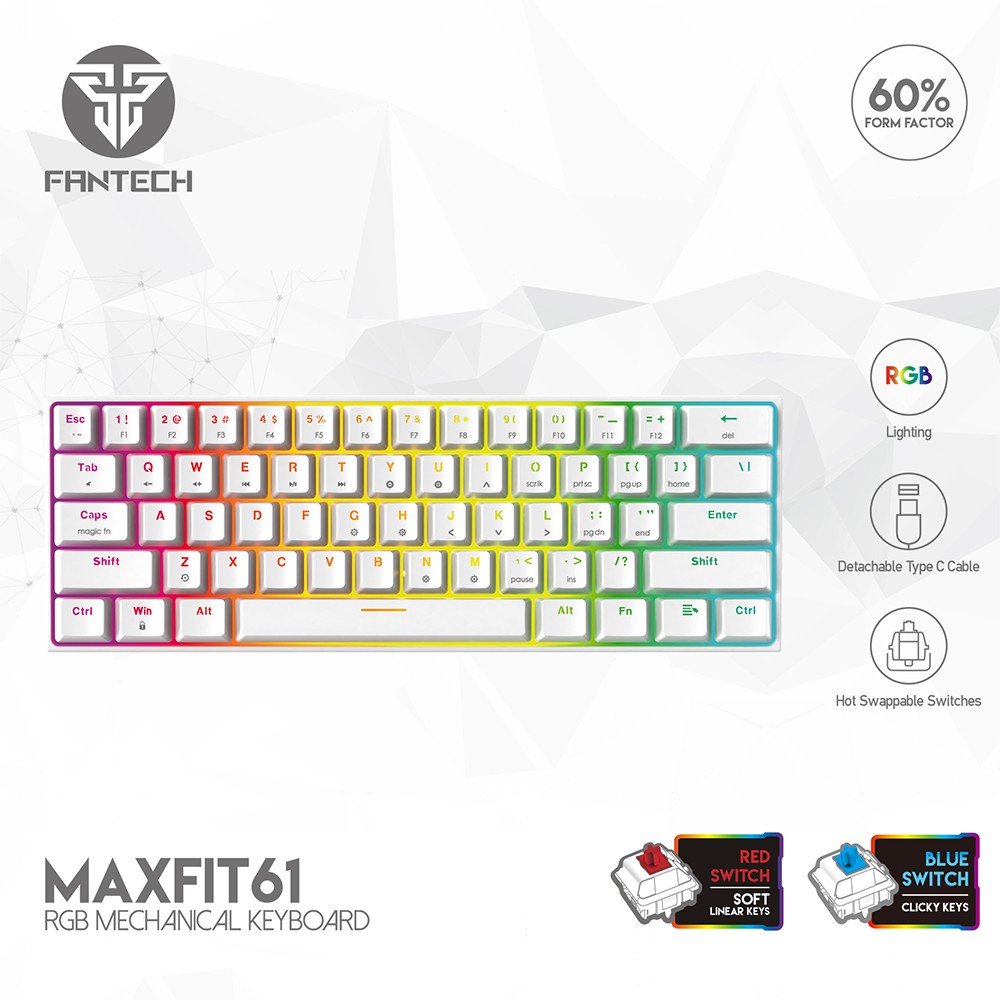 FANTECH
60%
FORM FACTOR
RGB
Lighting
Detachable Type C Cable
Hot Swappable Switches
Esc 1 ! 2 @ 3 # 4 $ 5 % 6 ^ 7 & 8 * 9 ( 0 ) - _ = + ←
` ~ F1 F2 F3 F4 F5 F6 F7 F8 F9 F10 F11 F12 del
Tab Q W E R T Y U I O P [ { ] } \ |
scrlk prtsc pgup home
Caps A S D F G H J K L ; : ' " Enter
magic fn pgdn end
Shift Z X C V B N M , < . > / ? Shift
pause ins
Ctrl Win Alt Alt Fn Ctrl
MAXFIT61
RGB MECHANICAL KEYBOARD
RED
SWITCH
SOFT
LINEAR KEYS
BLUE
SWITCH
CLICKY KEYS